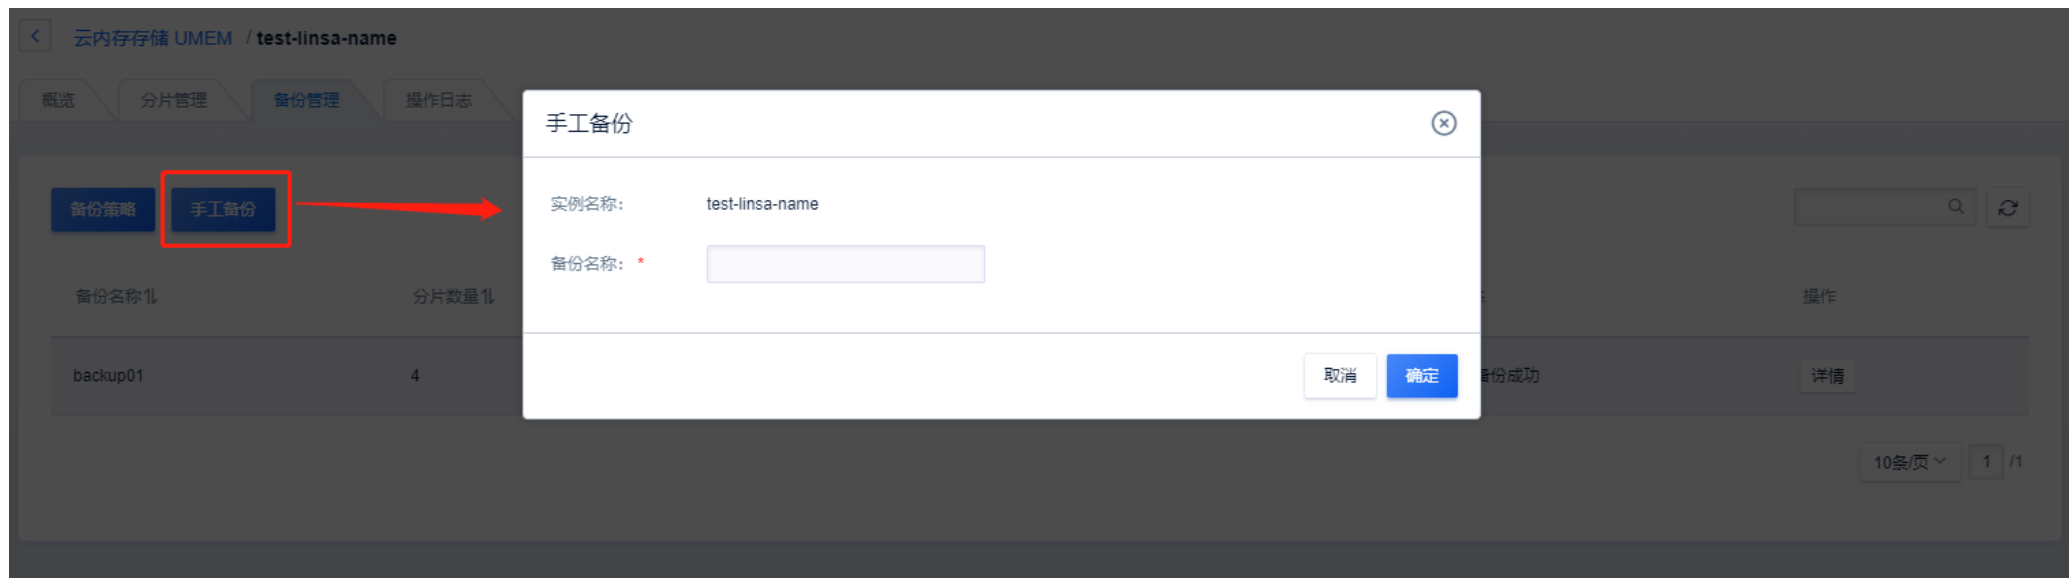 云内存存储 UMEM / test-linsa-name
概览 分片管理 备份管理 操作日志
手工备份
备份策略 手工备份
实例名称: test-linsa-name
备份名称: *
备份名称 分片数量 操作
backup01 4 备份成功 详情
取消 确定
10条/页 1 /1